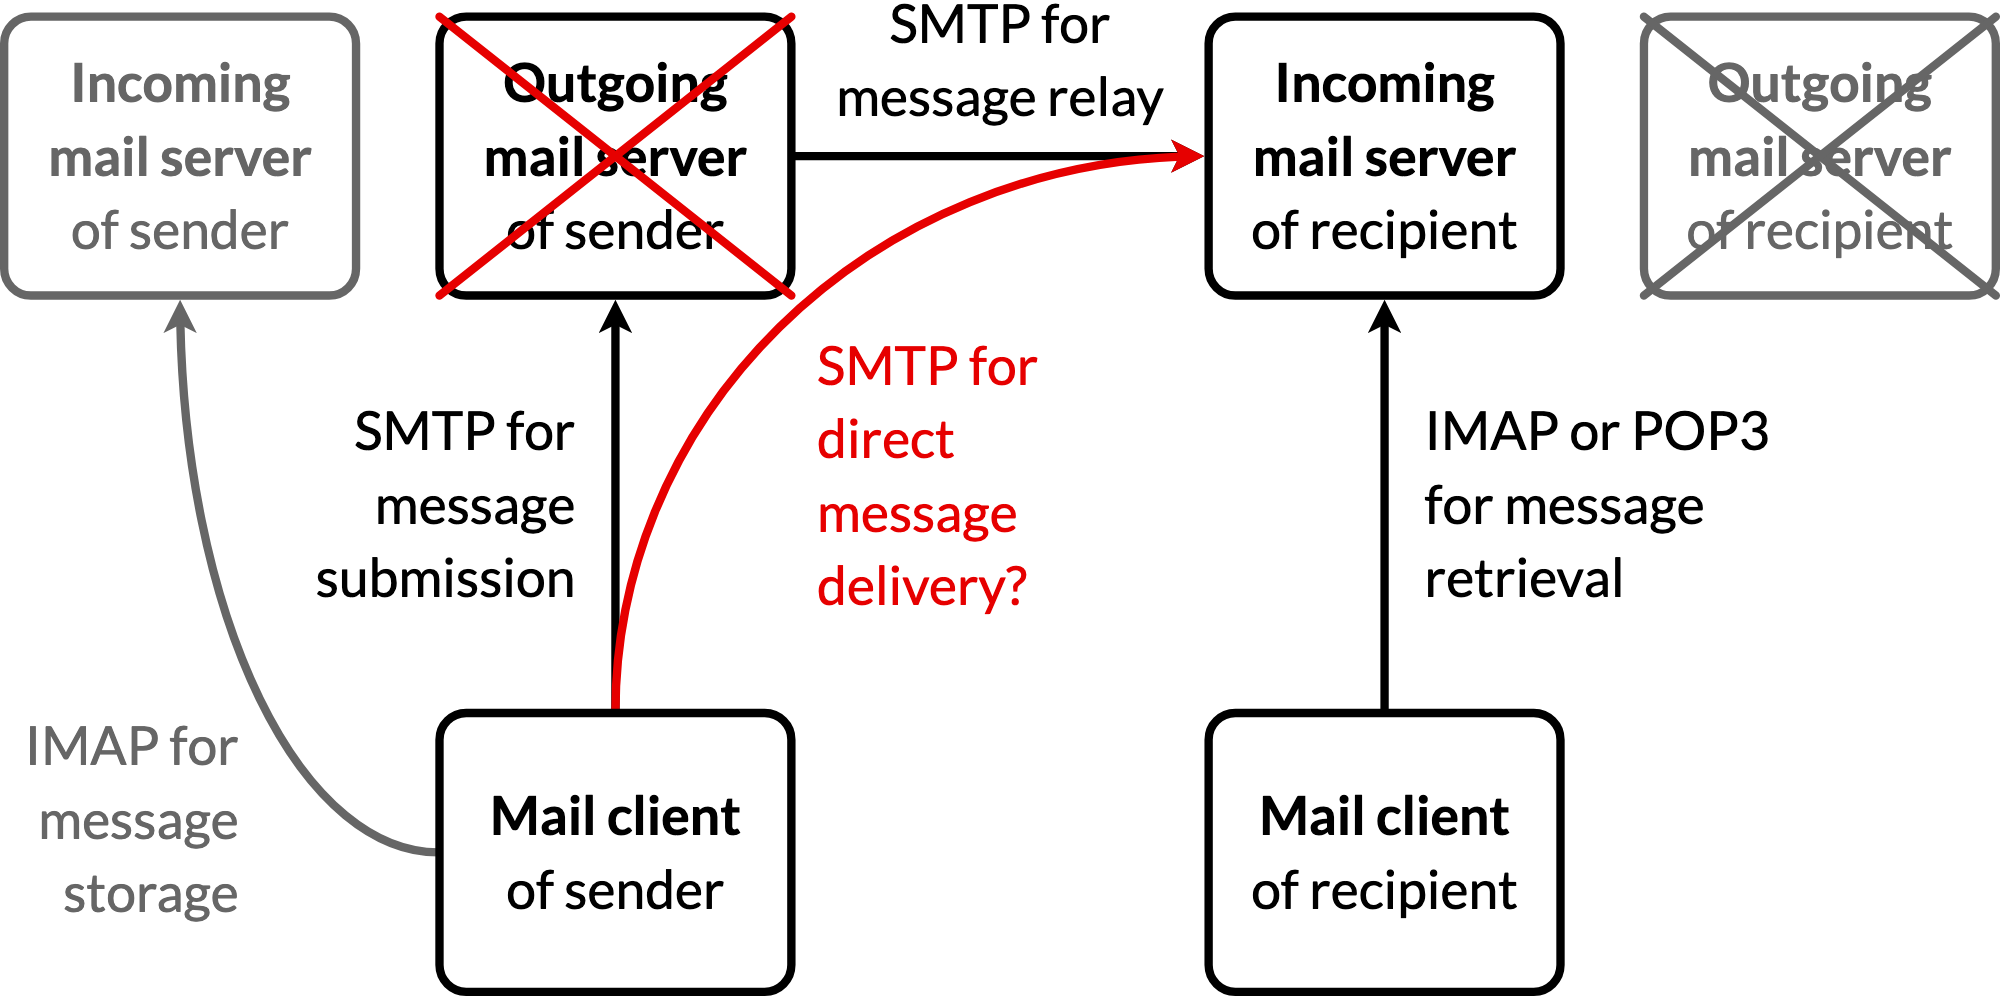 Incoming
mail server
of sender
Outgoing
mail server
of sender
SMTP for
message relay
Incoming
mail server
of recipient
Outgoing
mail server
of recipient
SMTP for
message
submission
SMTP for
direct
message
delivery?
IMAP or POP3
for message
retrieval
IMAP for
message
storage
Mail client
of sender
Mail client
of recipient